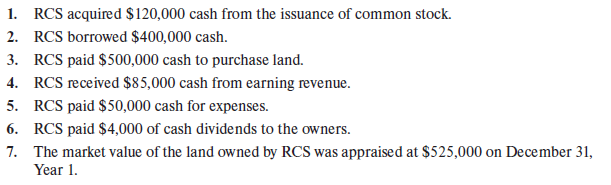 1. RCS acquired $120,000 cash from the issuance of common stock.
2. RCS borrowed $400,000 cash.
3. RCS paid $500,000 cash to purchase land.
4. RCS received $85,000 cash from earning revenue.
5. RCS paid $50,000 cash for expenses.
6. RCS paid $4,000 of cash dividends to the owners.
7. The market value of the land owned by RCS was appraised at $525,000 on December 31,
Year 1.